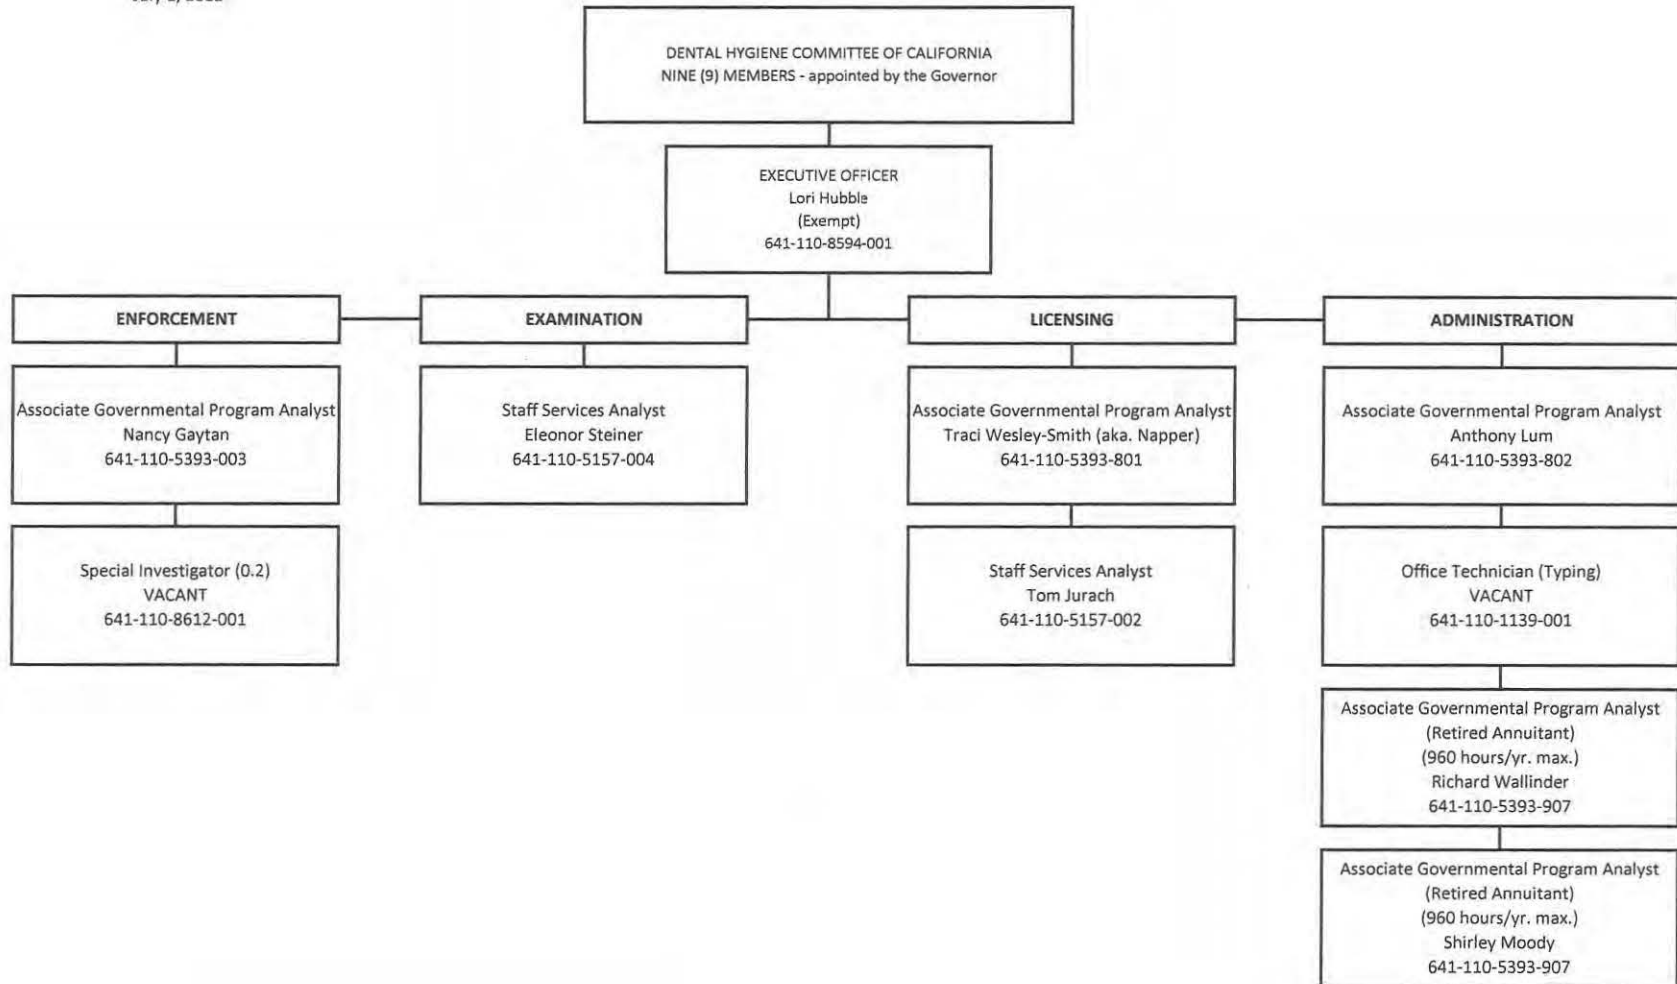 DENTAL HYGIENE COMMITTEE OF CALIFORNIA
NINE (9) MEMBERS - appointed by the Governor
EXECUTIVE OFFICER
Lori Hubble
(Exempt)
641-110-8594-001
ENFORCEMENT
EXAMINATION
LICENSING
ADMINISTRATION
Associate Governmental Program Analyst
Nancy Gaytan
641-110-5393-003
Staff Services Analyst
Eleonor Steiner
641-110-5157-004
Associate Governmental Program Analyst
Traci Wesley-Smith (aka. Napper)
641-110-5393-801
Associate Governmental Program Analyst
Anthony Lum
641-110-5393-802
Special Investigator (0.2)
VACANT
641-110-8612-001
Staff Services Analyst
Tom Jurach
641-110-5157-002
Office Technician (Typing)
VACANT
641-110-1139-001
Associate Governmental Program Analyst
(Retired Annuitant)
(960 hours/yr. max.)
Richard Wallinder
641-110-5393-907
Associate Governmental Program Analyst
(Retired Annuitant)
(960 hours/yr. max.)
Shirley Moody
641-110-5393-907